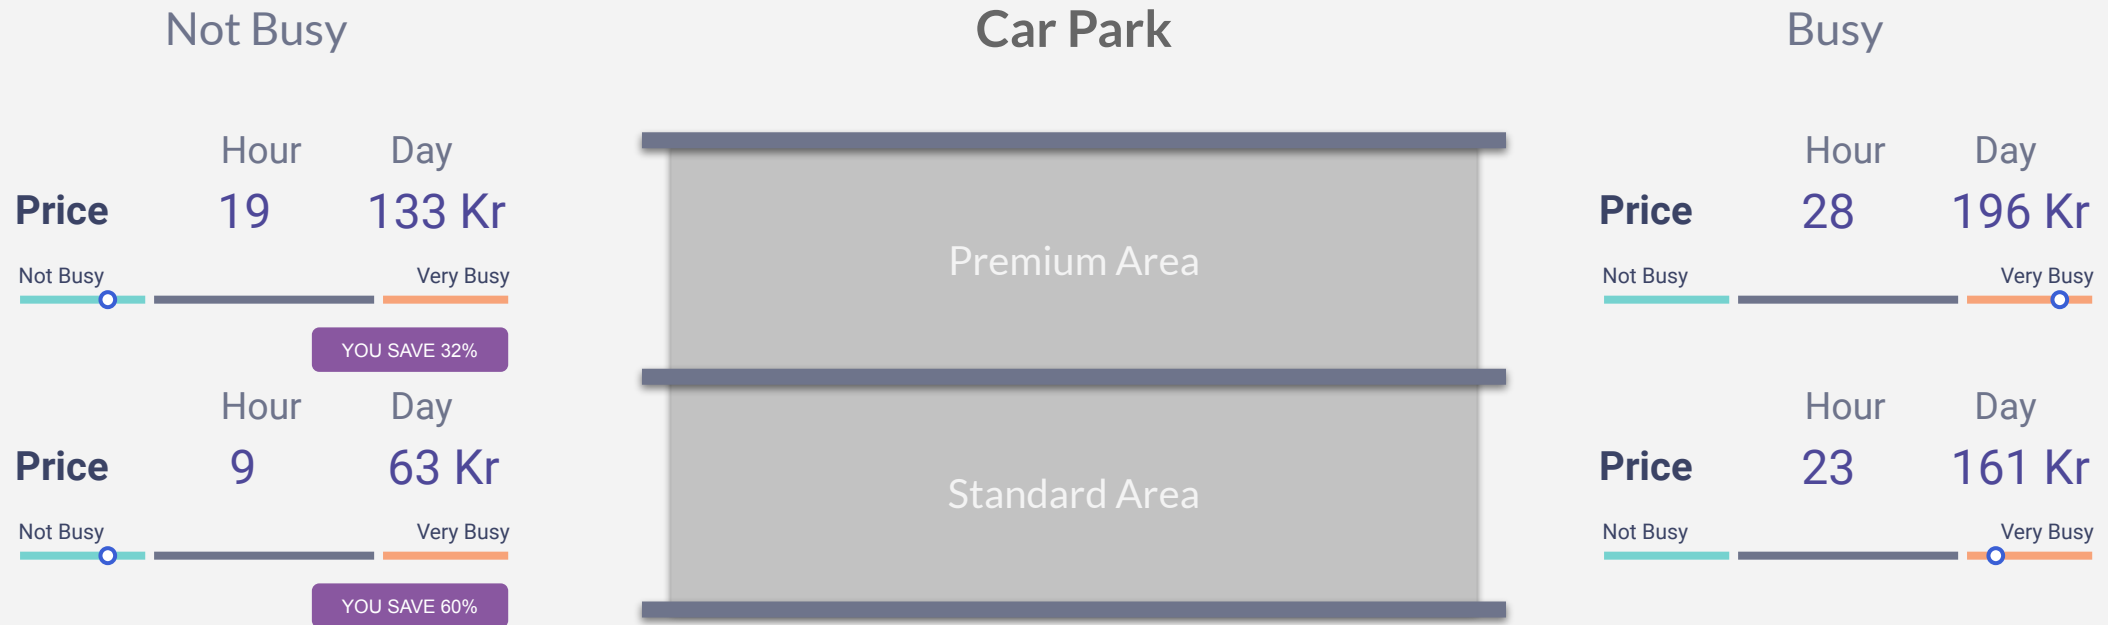 Not Busy
Car Park
Busy
Hour Day
Price 19 133 Kr
Not Busy Very Busy
YOU SAVE 32%
Hour Day
Price 9 63 Kr
Not Busy Very Busy
YOU SAVE 60%
Premium Area
Standard Area
Hour Day
Price 28 196 Kr
Not Busy Very Busy
Hour Day
Price 23 161 Kr
Not Busy Very Busy